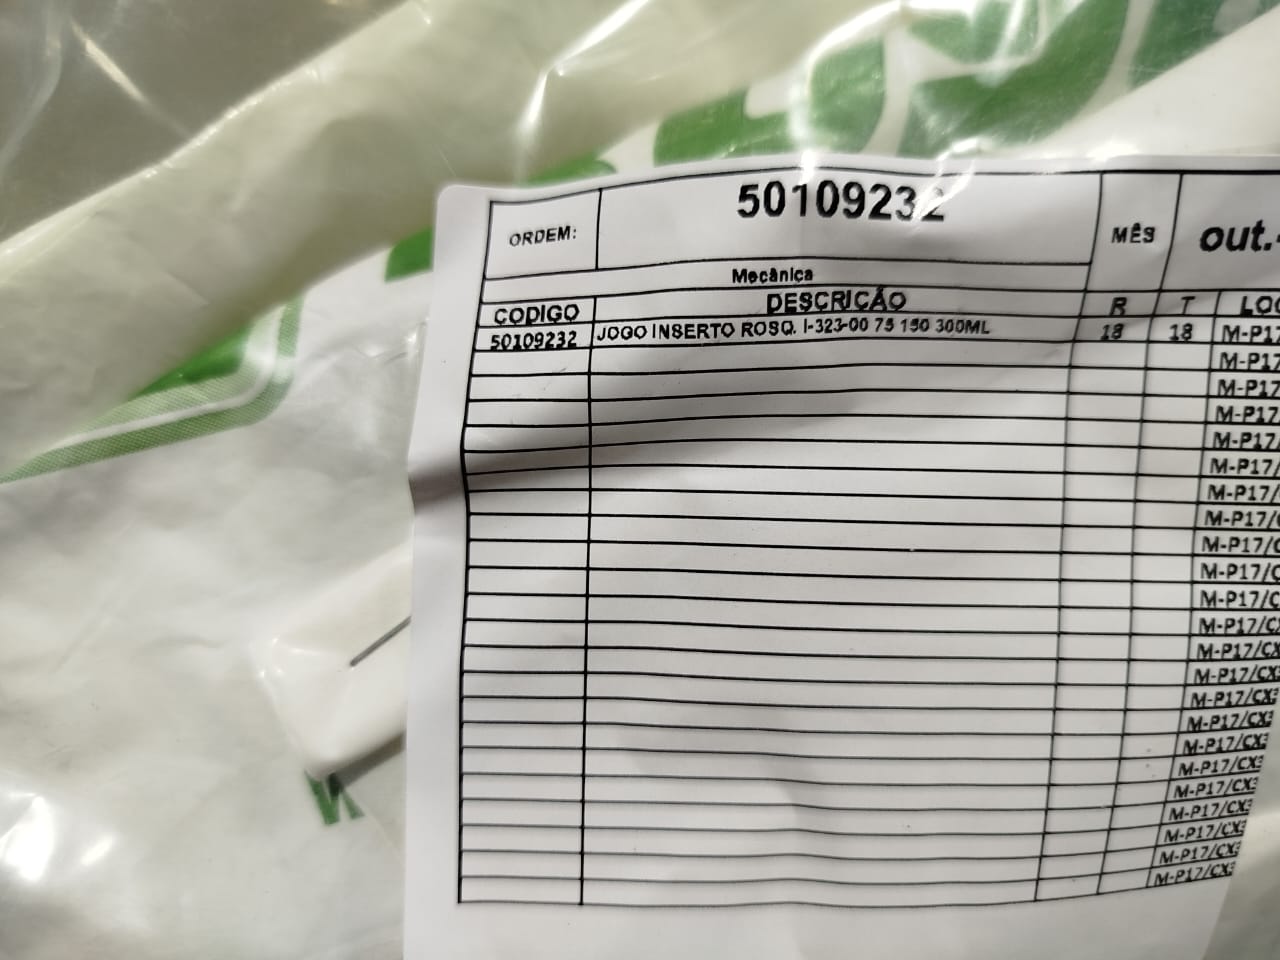 ORDEM: 50109232 MÊS out.
Mecânica
CODIGO DESCRIÇÃO R T LOC
50109232 JOGO INSERTO ROSQ. I-323-00 75 150 300ML 18 18 M-P17
M-P17
M-P17
M-P17
M-P17/
M-P17/
M-P17/
M-P17/C
M-P17/C
M-P17/C
M-P17/C
M-P17/C
M-P17/CX
M-P17/CX
M-P17/CX
M-P17/CX
M-P17/CX
M-P17/CX
M-P17/CX
M-P17/CX
M-P17/CX
M-P17/CX
M-P17/CX